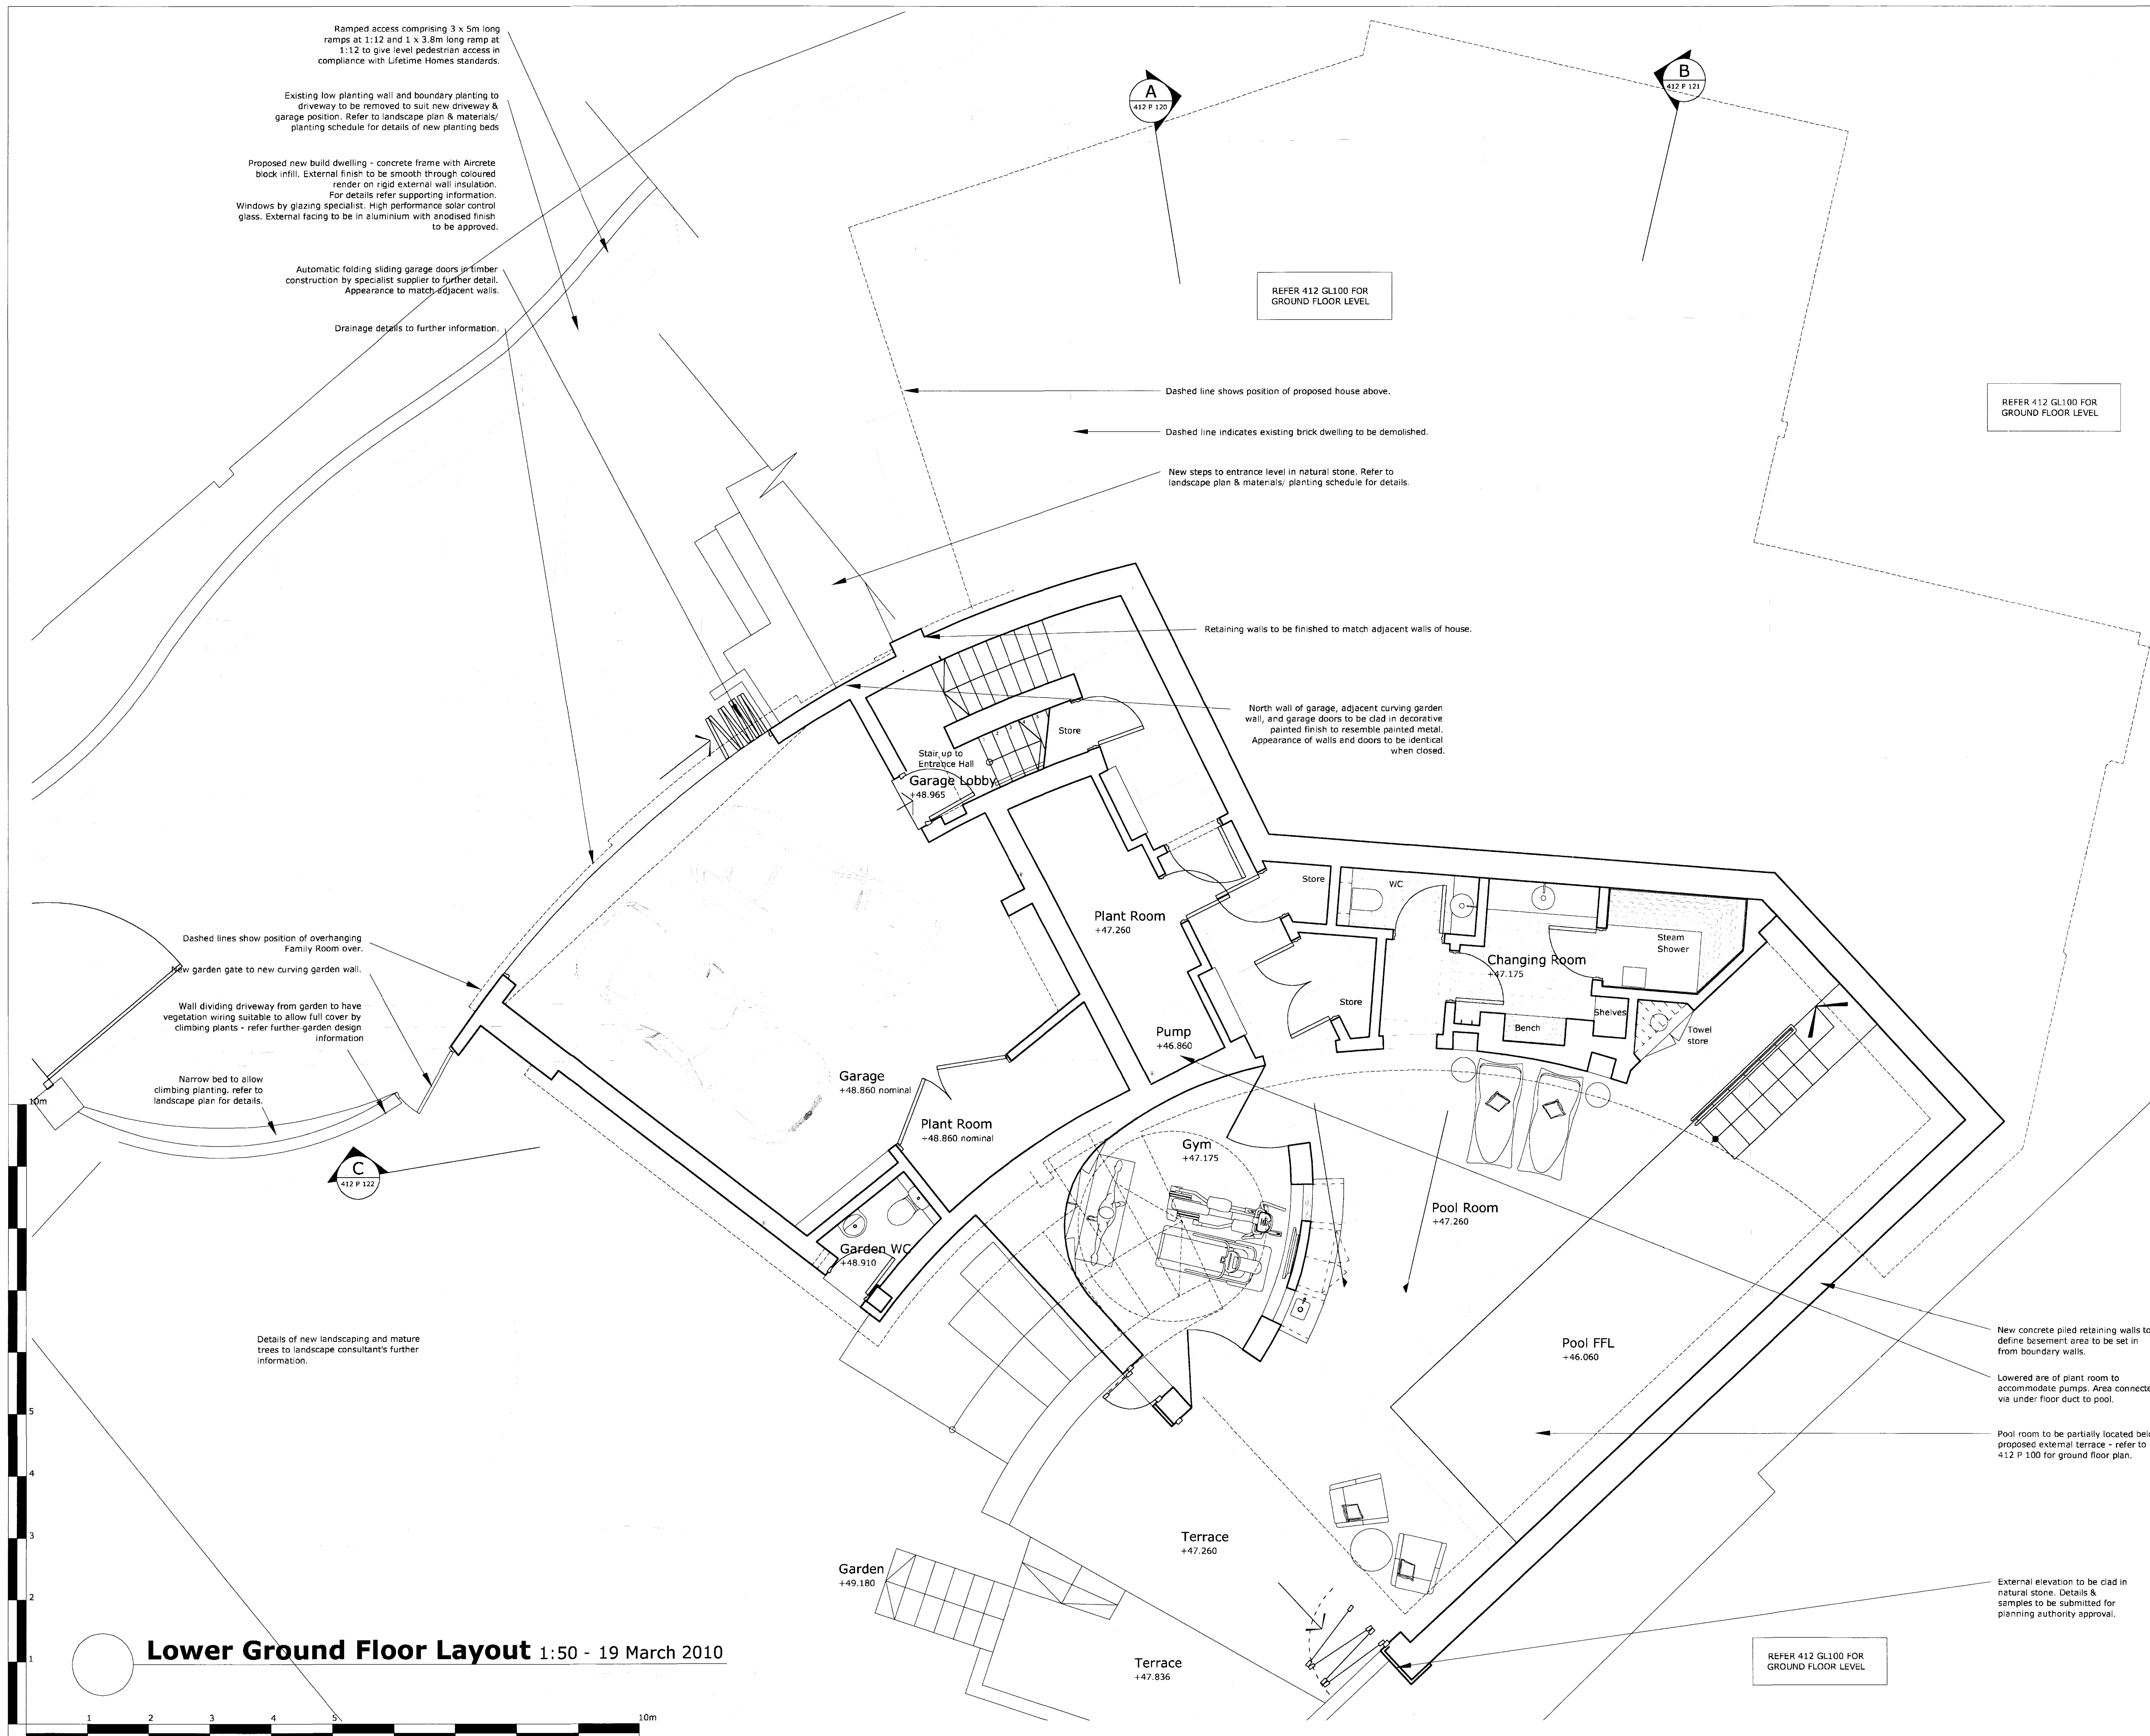 Ramped access comprising 3 x 5m long
ramps at 1:12 and 1 x 3.8m long ramp at
1:12 to give level pedestrian access in
compliance with Lifetime Homes standards.
Existing low planting wall and boundary planting to
driveway to be removed to suit new driveway &
garage position. Refer to landscape plan & materials/
planting schedule for details of new planting beds
Proposed new build dwelling - concrete frame with Aircrete
block infill. External finish to be smooth through coloured
render on rigid external wall insulation.
For details refer supporting information.
Windows by glazing specialist. High performance solar control
glass. External facing to be in aluminium with anodised finish
to be approved.
Automatic folding sliding garage doors in timber
construction by specialist supplier to further detail.
Appearance to match adjacent walls.
Drainage details to further information.
A
412 P 120
B
412 P 121
REFER 412 GL100 FOR
GROUND FLOOR LEVEL
REFER 412 GL100 FOR
GROUND FLOOR LEVEL
Dashed line shows position of proposed house above.
Dashed line indicates existing brick dwelling to be demolished.
New steps to entrance level in natural stone. Refer to
landscape plan & materials/ planting schedule for details.
Retaining walls to be finished to match adjacent walls of house.
North wall of garage, adjacent curving garden
wall, and garage doors to be clad in decorative
painted finish to resemble painted metal.
Appearance of walls and doors to be identical
when closed.
Store
Stair up to
Entrance Hall
Garage Lobby
+48.965
Plant Room
+47.260
Store
WC
Steam
Shower
Changing Room
+47.175
Store
Shelves
Bench
Towel
store
Pump
+46.860
Dashed lines show position of overhanging
Family Room over.
New garden gate to new curving garden wall.
Wall dividing driveway from garden to have
vegetation wiring suitable to allow full cover by
climbing plants - refer further garden design
information
Narrow bed to allow
climbing planting. refer to
landscape plan for details.
Garage
+48.860 nominal
Plant Room
+48.860 nominal
Gym
+47.175
Pool Room
+47.260
C
412 P 122
Garden WC
+48.910
Pool FFL
+46.060
Details of new landscaping and mature
trees to landscape consultant's further
information.
New concrete piled retaining walls to
define basement area to be set in
from boundary walls.
Lowered are of plant room to
accommodate pumps. Area connecte
via under floor duct to pool.
Pool room to be partially located bel
proposed external terrace - refer to
412 P 100 for ground floor plan.
Terrace
+47.260
Garden
+49.180
Terrace
+47.836
External elevation to be clad in
natural stone. Details &
samples to be submitted for
planning authority approval.
REFER 412 GL100 FOR
GROUND FLOOR LEVEL
Lower Ground Floor Layout 1:50 - 19 March 2010
10m
5
4
3
2
1
1 2 3 4 5 10m